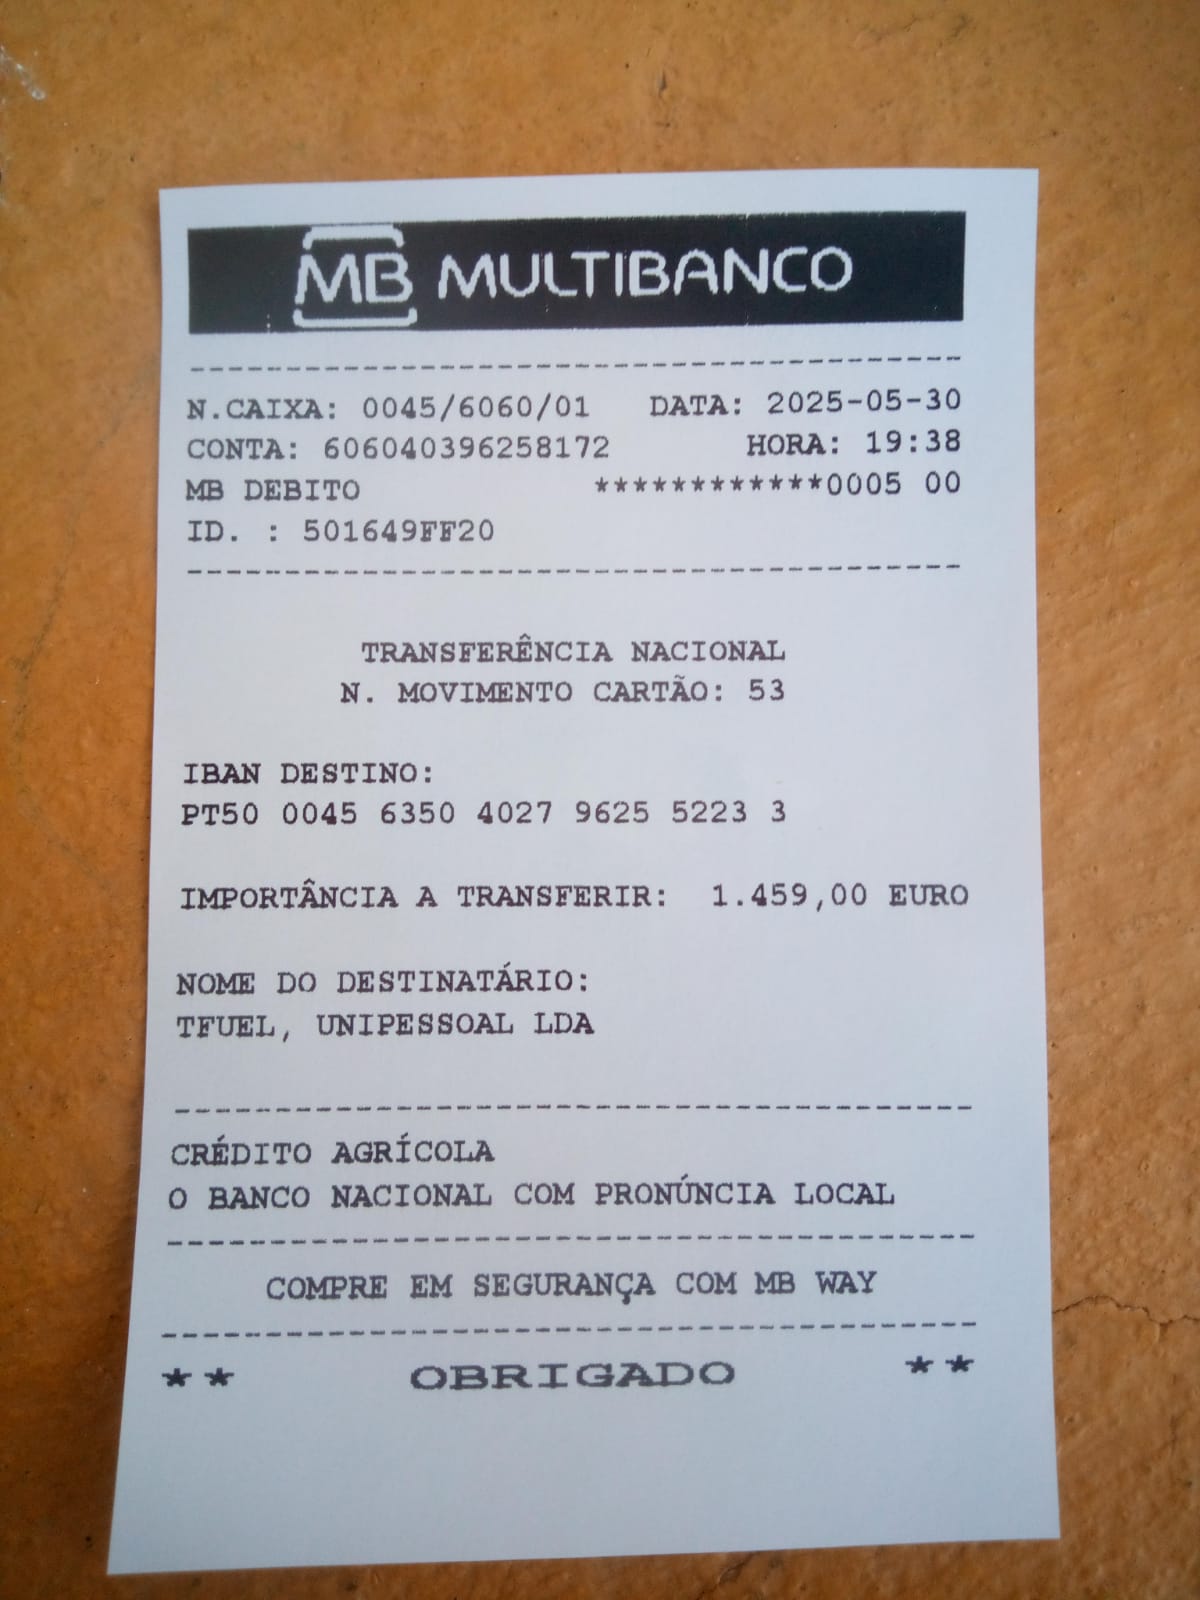 MB MULTIBANCO
N.CAIXA: 0045/6060/01 DATA: 2025-05-30
CONTA: 606040396258172 HORA: 19:38
MB DEBITO ************0005 00
ID. : 501649FF20
TRANSFERÊNCIA NACIONAL
N. MOVIMENTO CARTÃO: 53
IBAN DESTINO:
PT50 0045 6350 4027 9625 5223 3
IMPORTÂNCIA A TRANSFERIR: 1.459,00 EURO
NOME DO DESTINATÁRIO:
TFUEL, UNIPESSOAL LDA
CRÉDITO AGRÍCOLA
O BANCO NACIONAL COM PRONÚNCIA LOCAL
COMPRE EM SEGURANÇA COM MB WAY
** OBRIGADO **